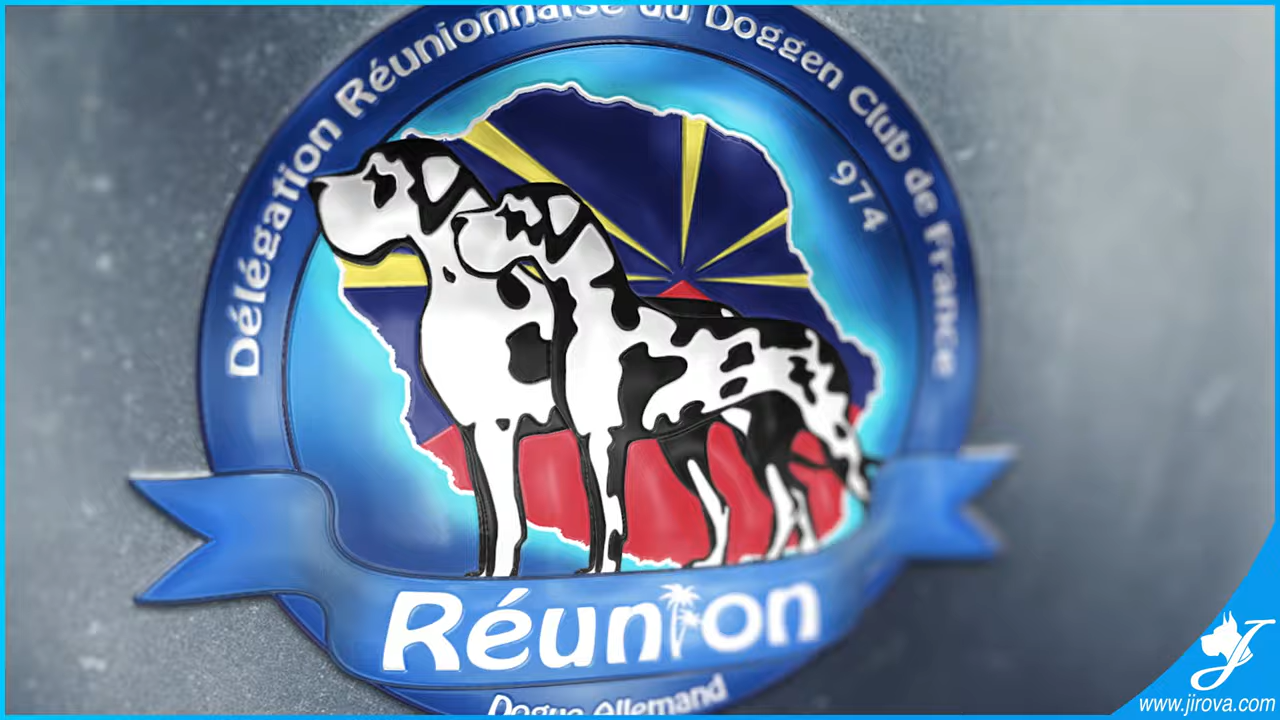 Délégation Réunionnaise du Doggen Club de France
974
Réunion
Dogue Allemand
www.jirova.com